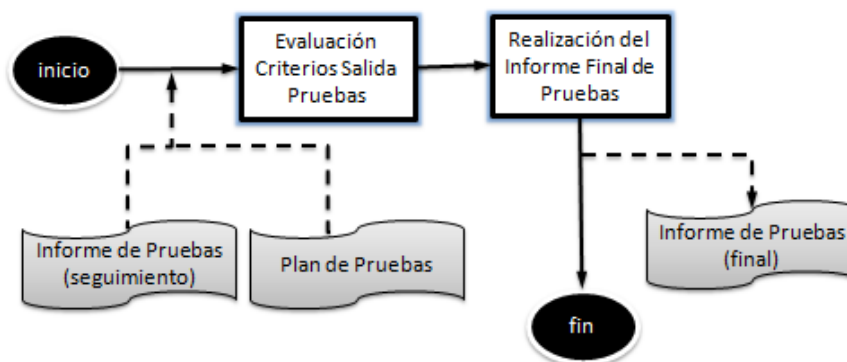 inicio
Evaluación
Criterios Salida
Pruebas
Realización del
Informe Final de
Pruebas
Informe de Pruebas
(seguimiento)
Plan de Pruebas
Informe de Pruebas
(final)
fin